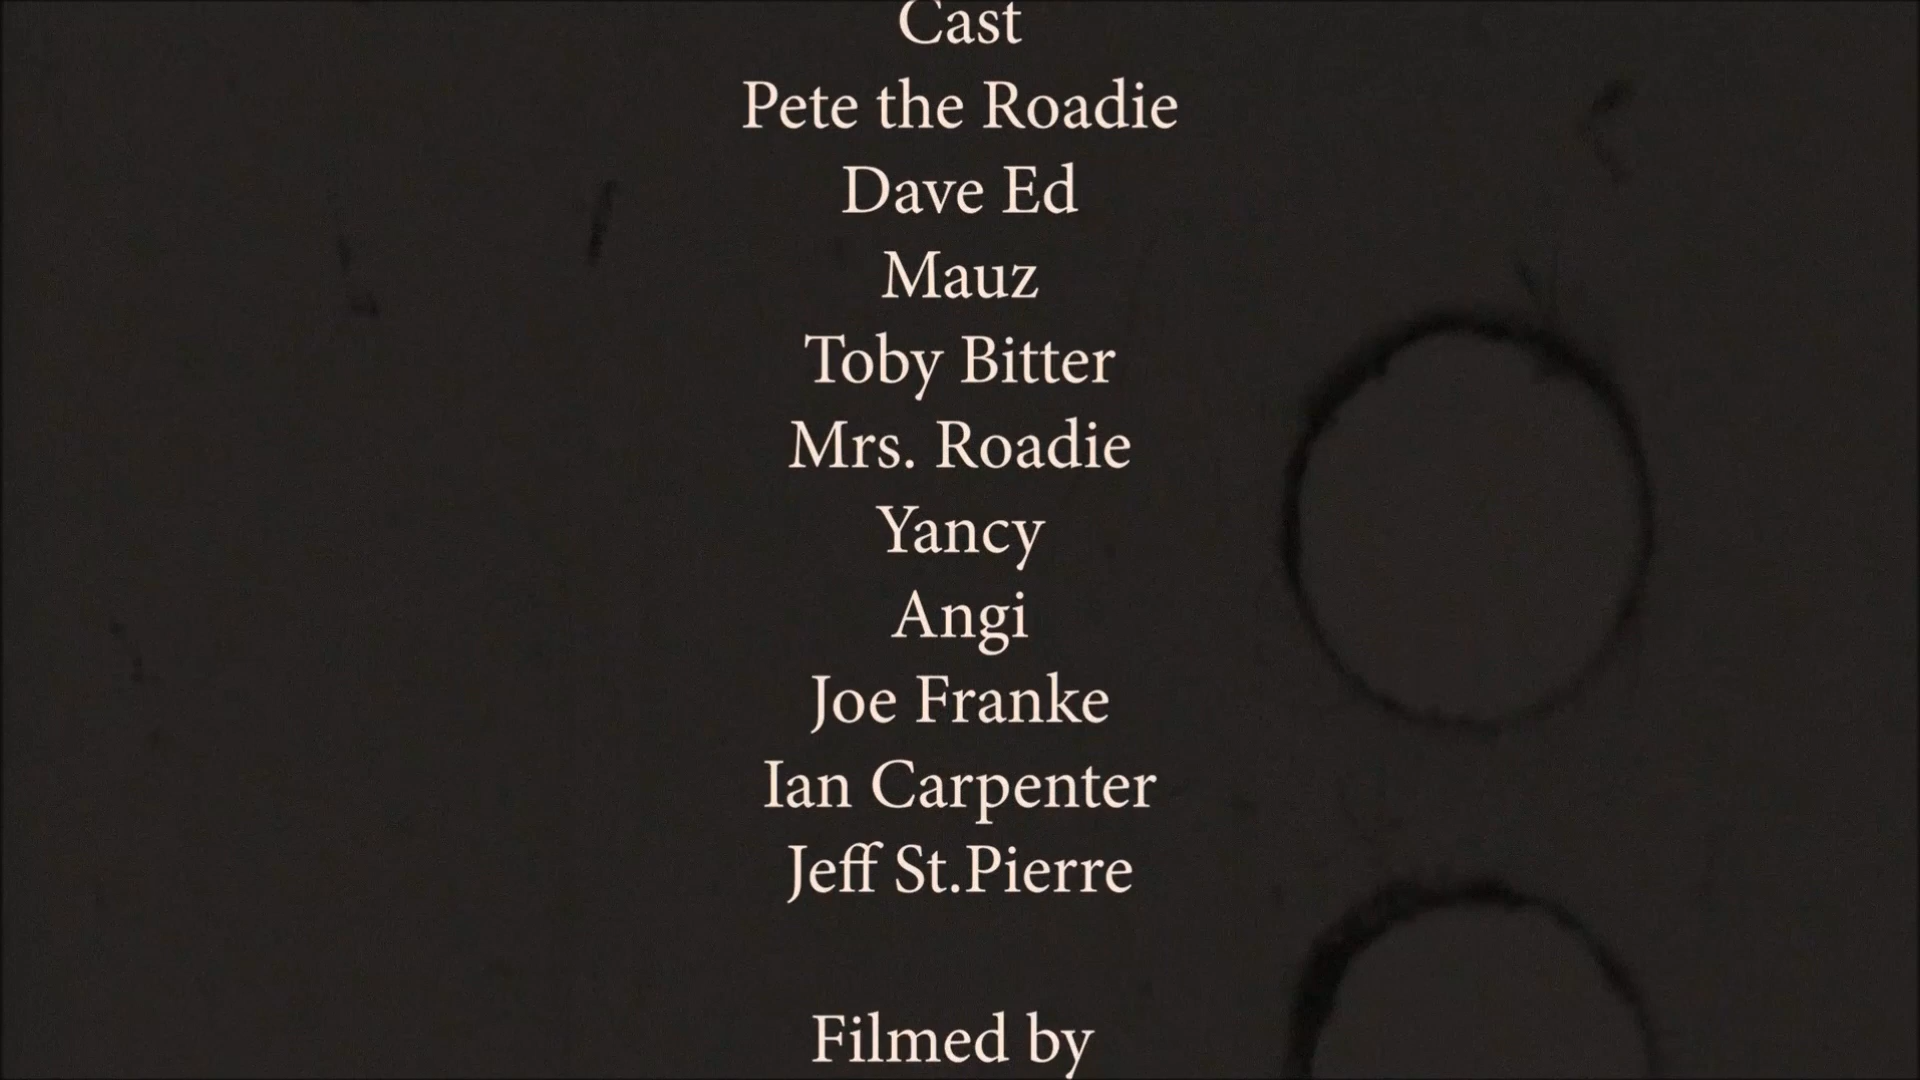 Cast
Pete the Roadie
Dave Ed
Mauz
Toby Bitter
Mrs. Roadie
Yancy
Angi
Joe Franke
Ian Carpenter
Jeff St.Pierre
Filmed by